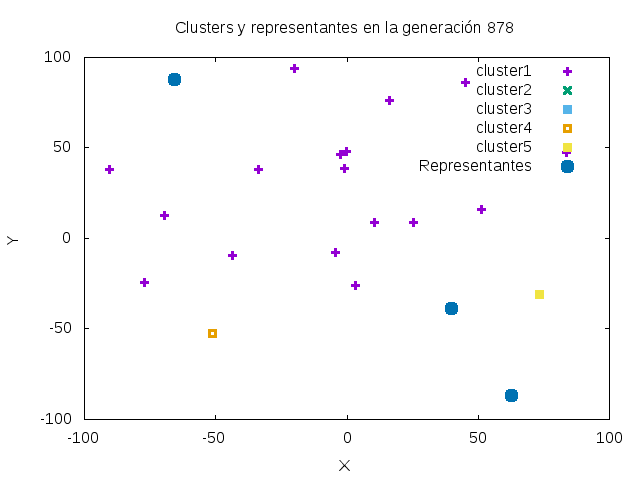 Clusters y representantes en la generación 878
100
50
0
-50
-100
-100
-50
0
50
100
Y
X
cluster1
cluster2
cluster3
cluster4
cluster5
Representantes